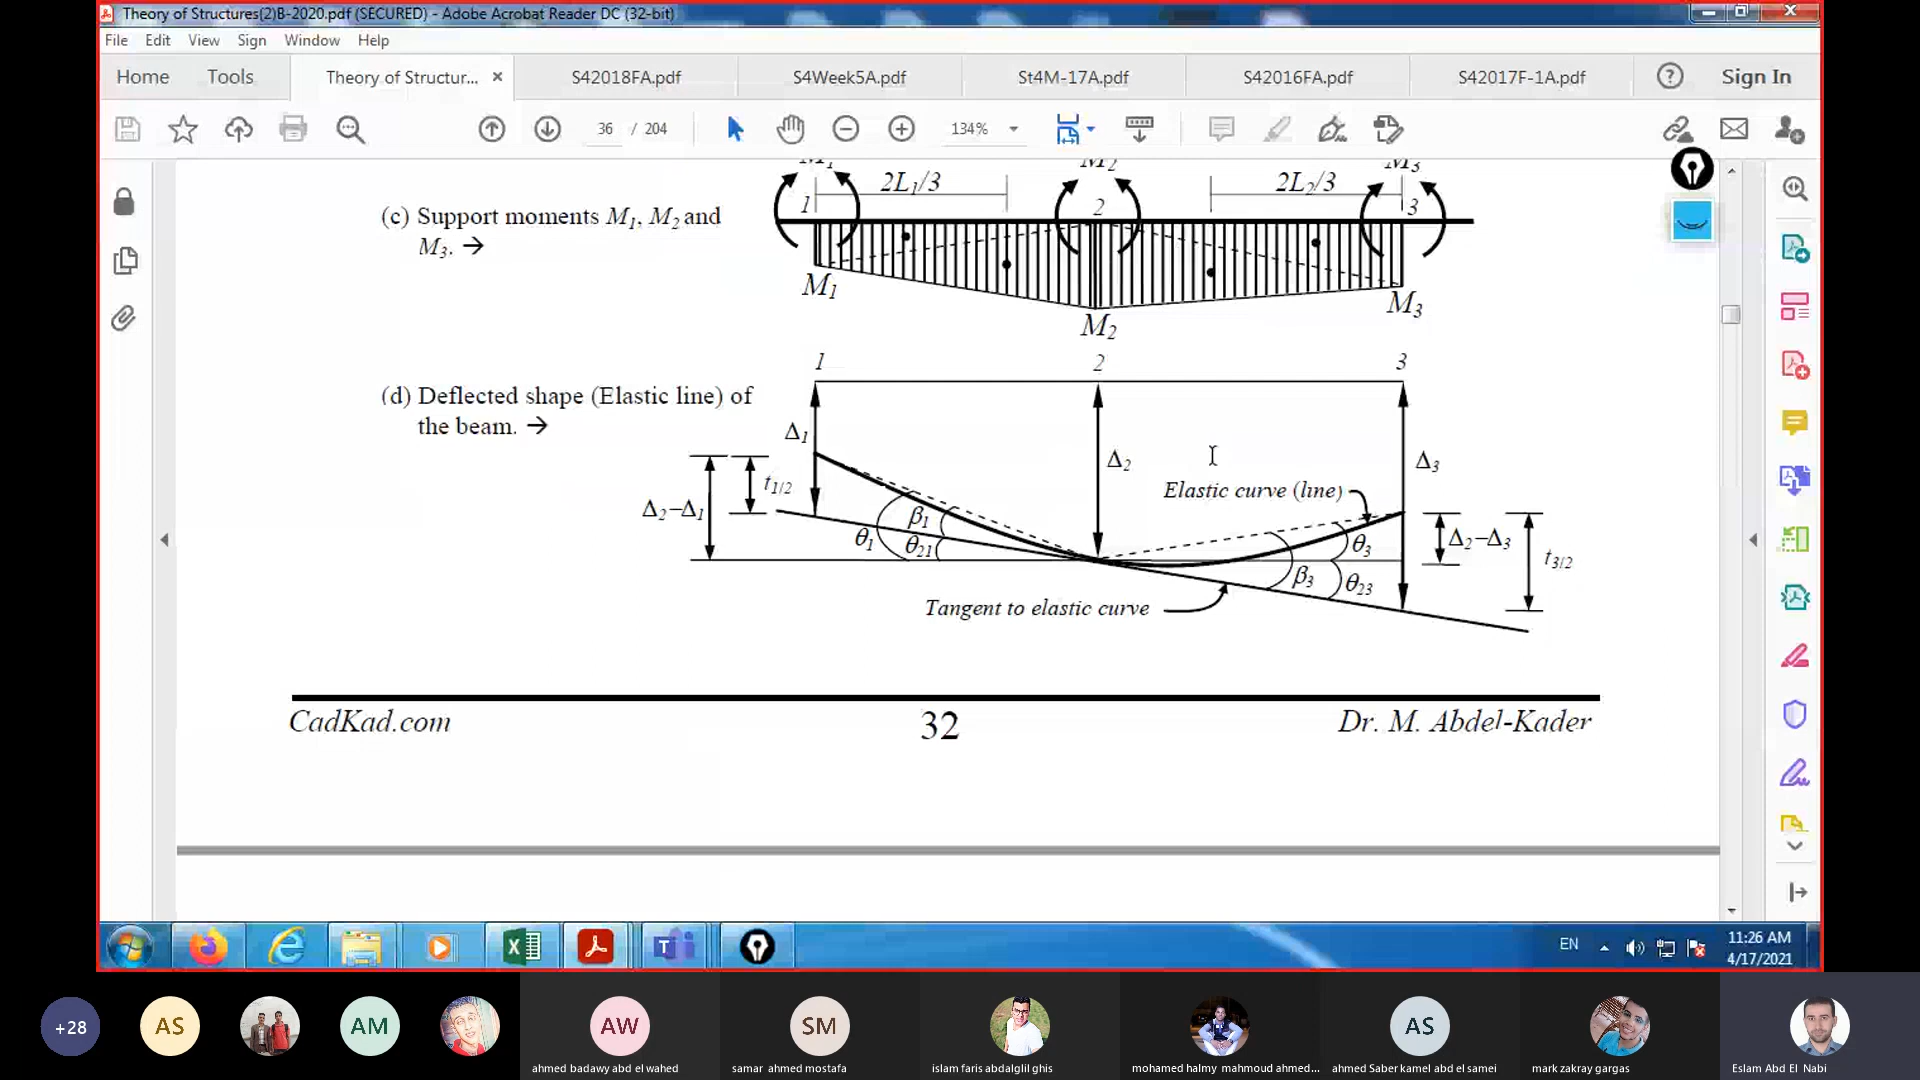 Theory of Structures(2)B-2020.pdf (SECURED) - Adobe Acrobat Reader DC (32-bit)
File Edit View Sign Window Help
Home Tools Theory of Structur... × S42018FA.pdf S4Week5A.pdf St4M-17A.pdf S42016FA.pdf S42017F-1A.pdf Sign In
36 / 204 134%
M1 M2 M3
2L1/3 2L2/3
1 2 3
(c) Support moments M1, M2 and
M3. →
M1 M2 M3
1 2 3
(d) Deflected shape (Elastic line) of
the beam. →
Δ1 Δ2 Δ3
Elastic curve (line)
t1/2
Δ2−Δ1
β1
θ1 θ21
θ3 Δ2−Δ3
t3/2
β3 θ23
Tangent to elastic curve
CadKad.com 32 Dr. M. Abdel-Kader
EN 11:26 AM
4/17/2021
+28 AS AM AW SM AS
ahmed badawy abd el wahed
samar ahmed mostafa
islam faris abdalglil ghis
mohamed halmy mahmoud ahmed...
ahmed Saber kamel abd el samei
mark zakray gargas
Eslam Abd El Nabi